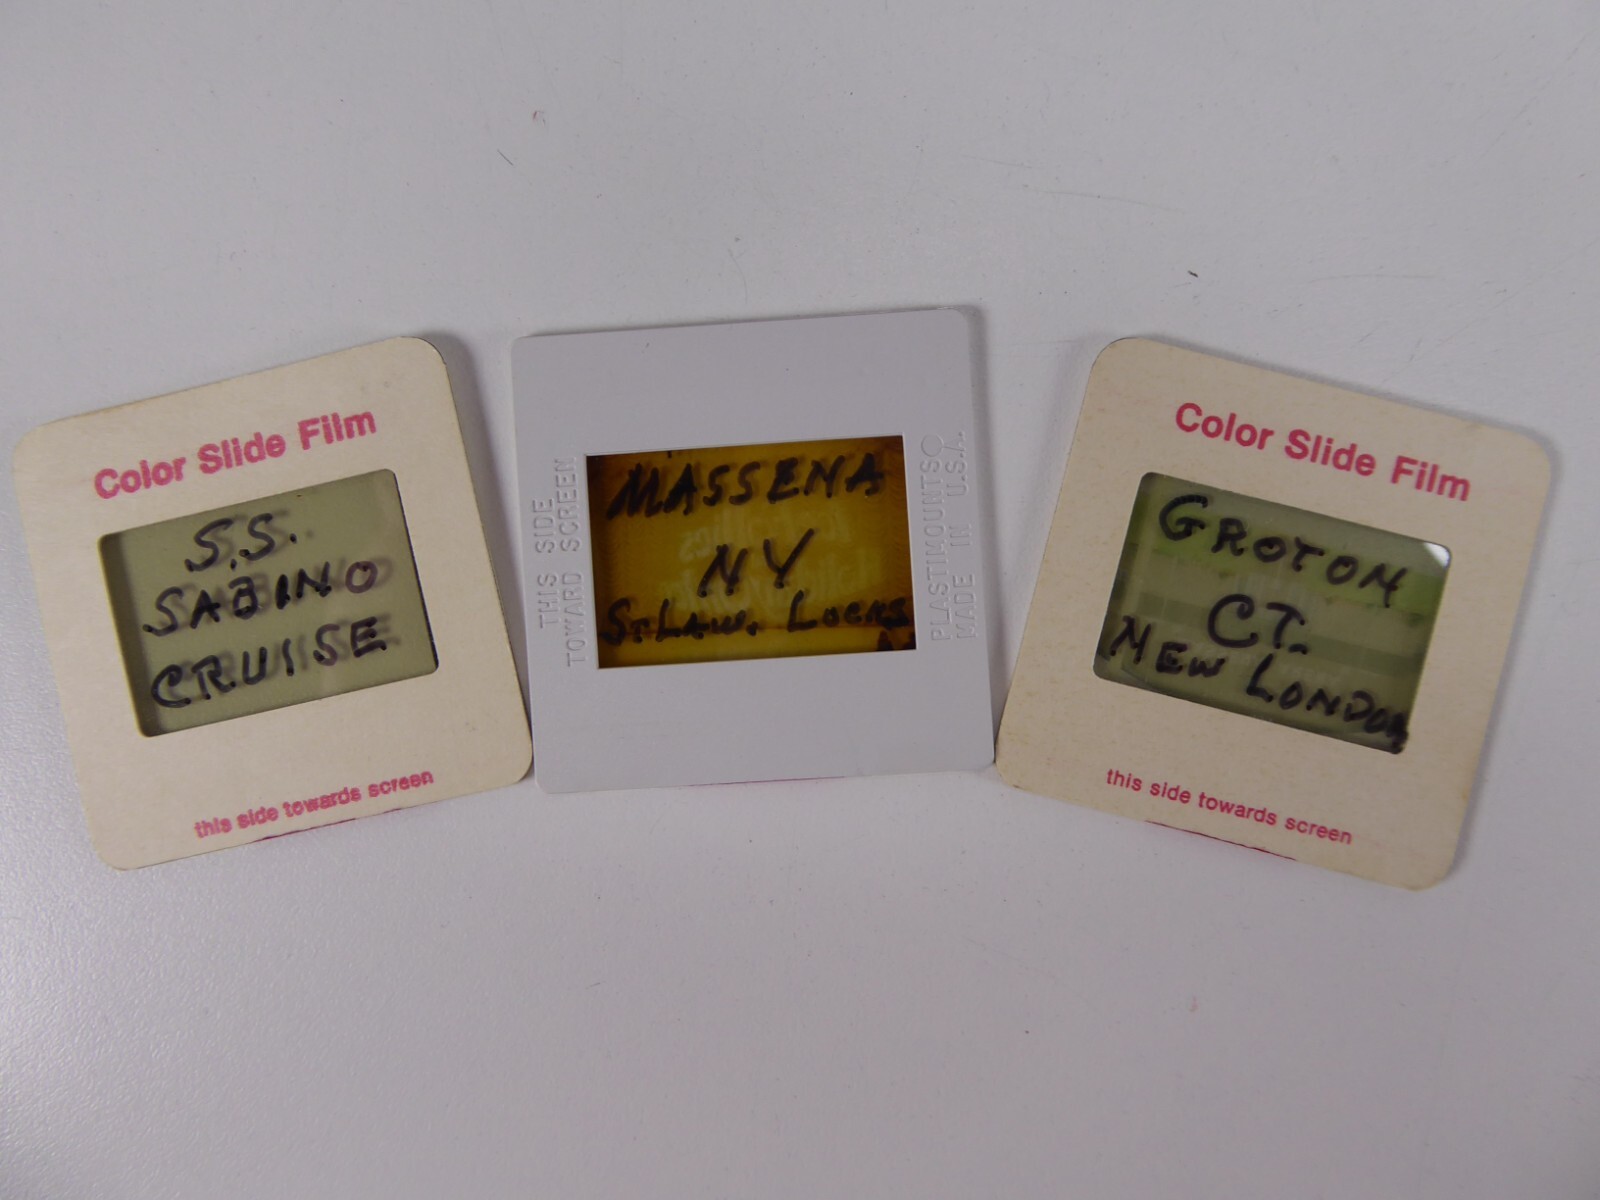 Color Slide Film
S.S.
SABINO
CRUISE
this side towards screen
THIS SIDE
TOWARD SCREEN
MASSENA
NY
ST. LAW. LOCKS
PLASTIMOUNTS
MADE IN U.S.A.
Color Slide Film
GROTON
CT.
NEW LONDON
this side towards screen